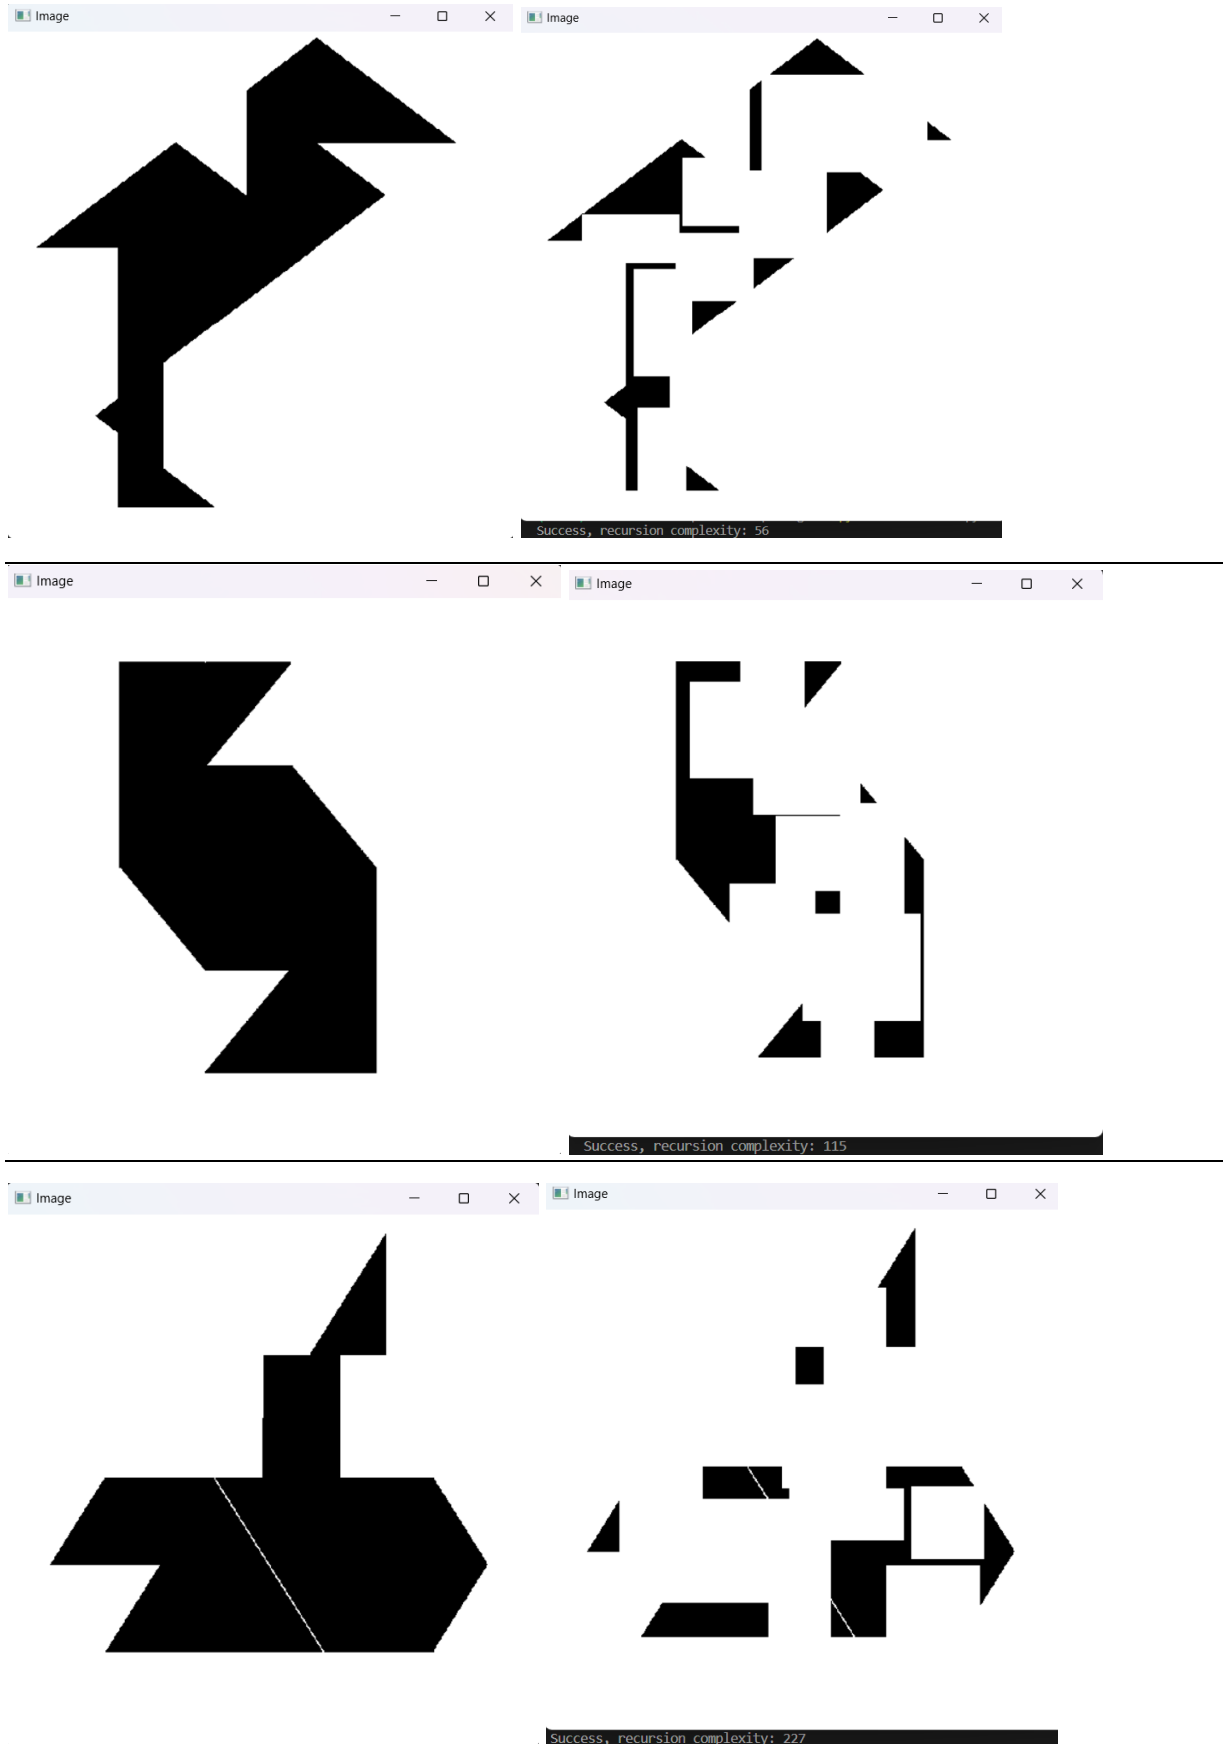 Image
Image
Success, recursion complexity: 56
Image
Image
Success, recursion complexity: 115
Image
Image
Success, recursion complexity: 227